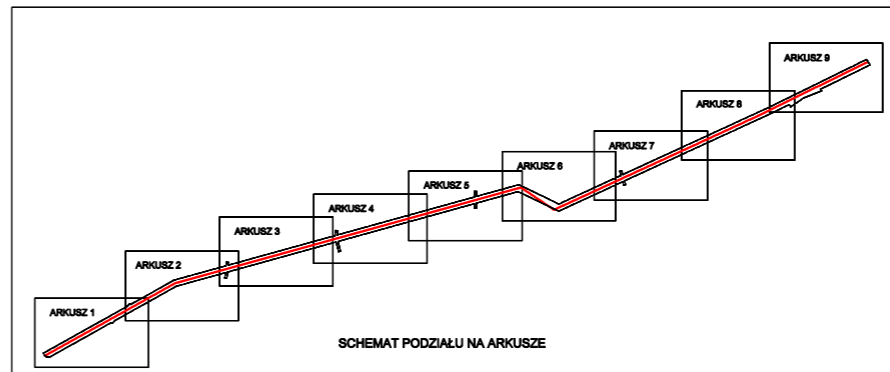 ARKUSZ 1
ARKUSZ 2
ARKUSZ 3
ARKUSZ 4
ARKUSZ 5
ARKUSZ 6
ARKUSZ 7
ARKUSZ 8
ARKUSZ 9
SCHEMAT PODZIAŁU NA ARKUSZE